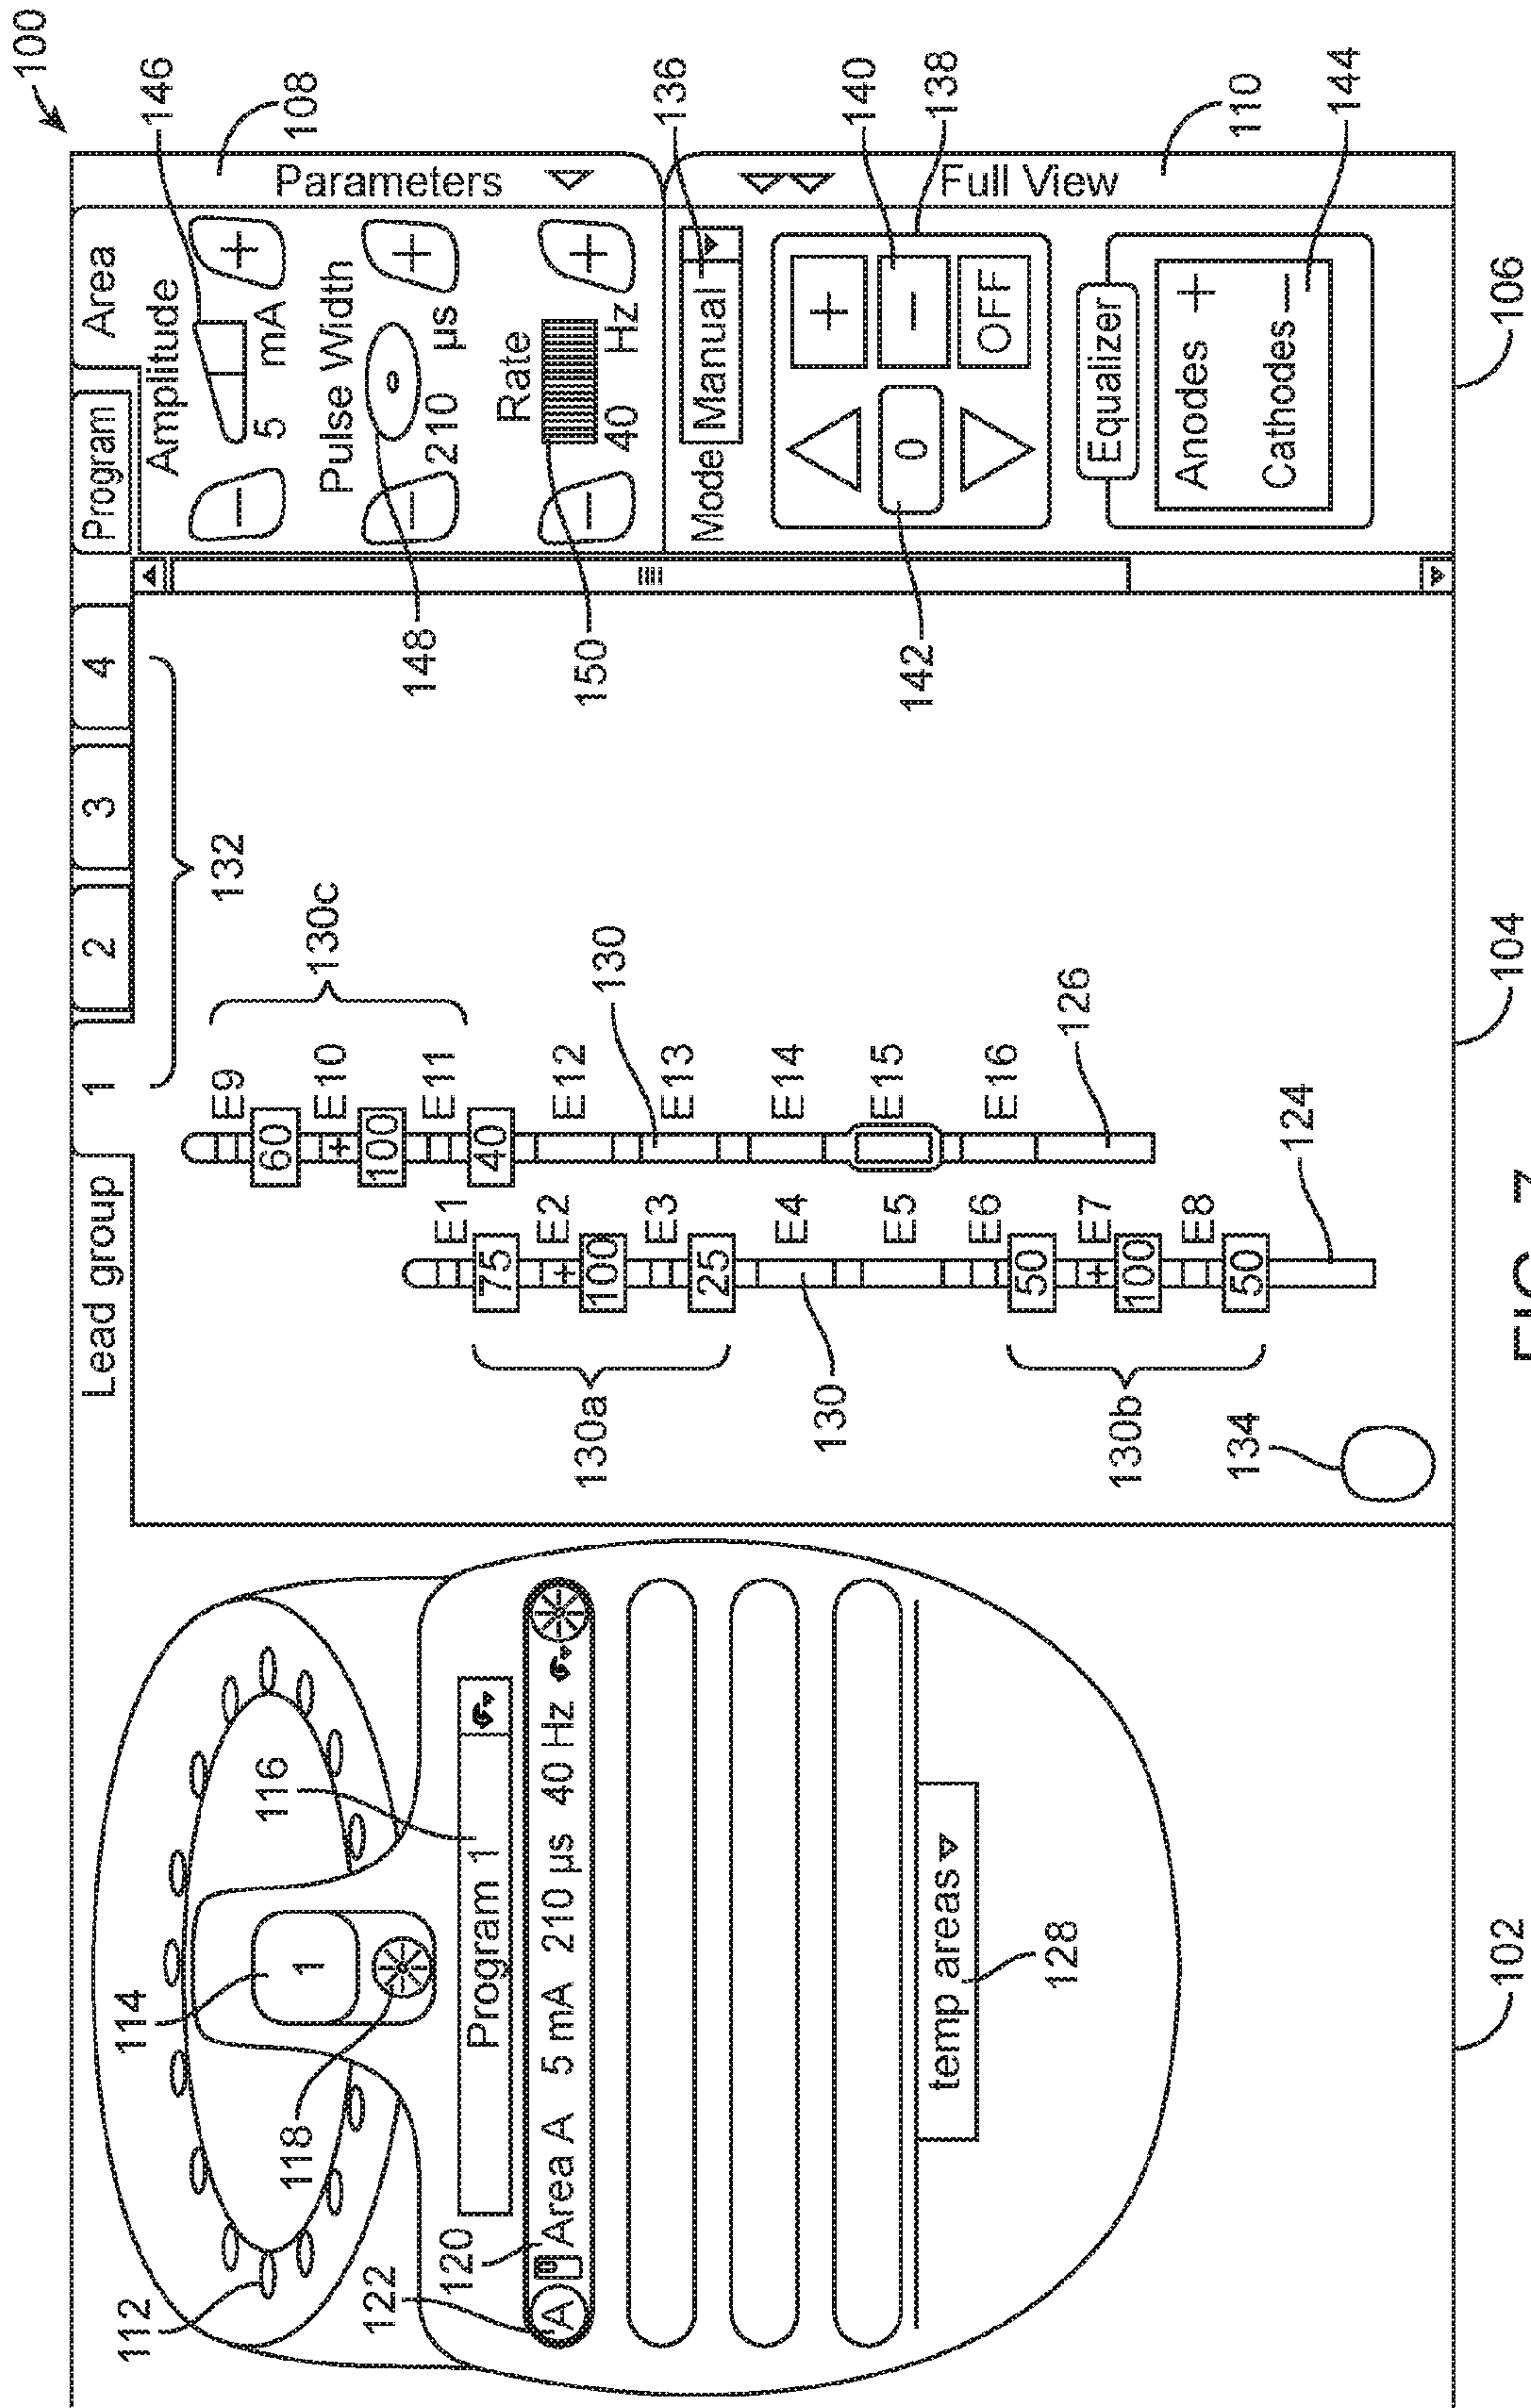 100
Lead group
1
2
3
4
Program
Area
112
114
116
118
1
Program 1
120
122
A
Area A 5 mA 210 µs 40 Hz
temp areas
128
102
132
E9
60
E10
+
100
E11
40
E12
E13
E14
E15
E16
130c
130
126
E1
75
E2
+
100
E3
25
E4
E5
E6
50
E7
+
100
E8
50
130a
130
130b
124
134
104
Amplitude
−
5 mA
+
146
Pulse Width
−
210 µs
+
148
Rate
−
40 Hz
+
150
Parameters
108
Mode Manual
136
+
−
OFF
0
140
138
142
Equalizer
Anodes +
Cathodes −
144
Full View
110
106